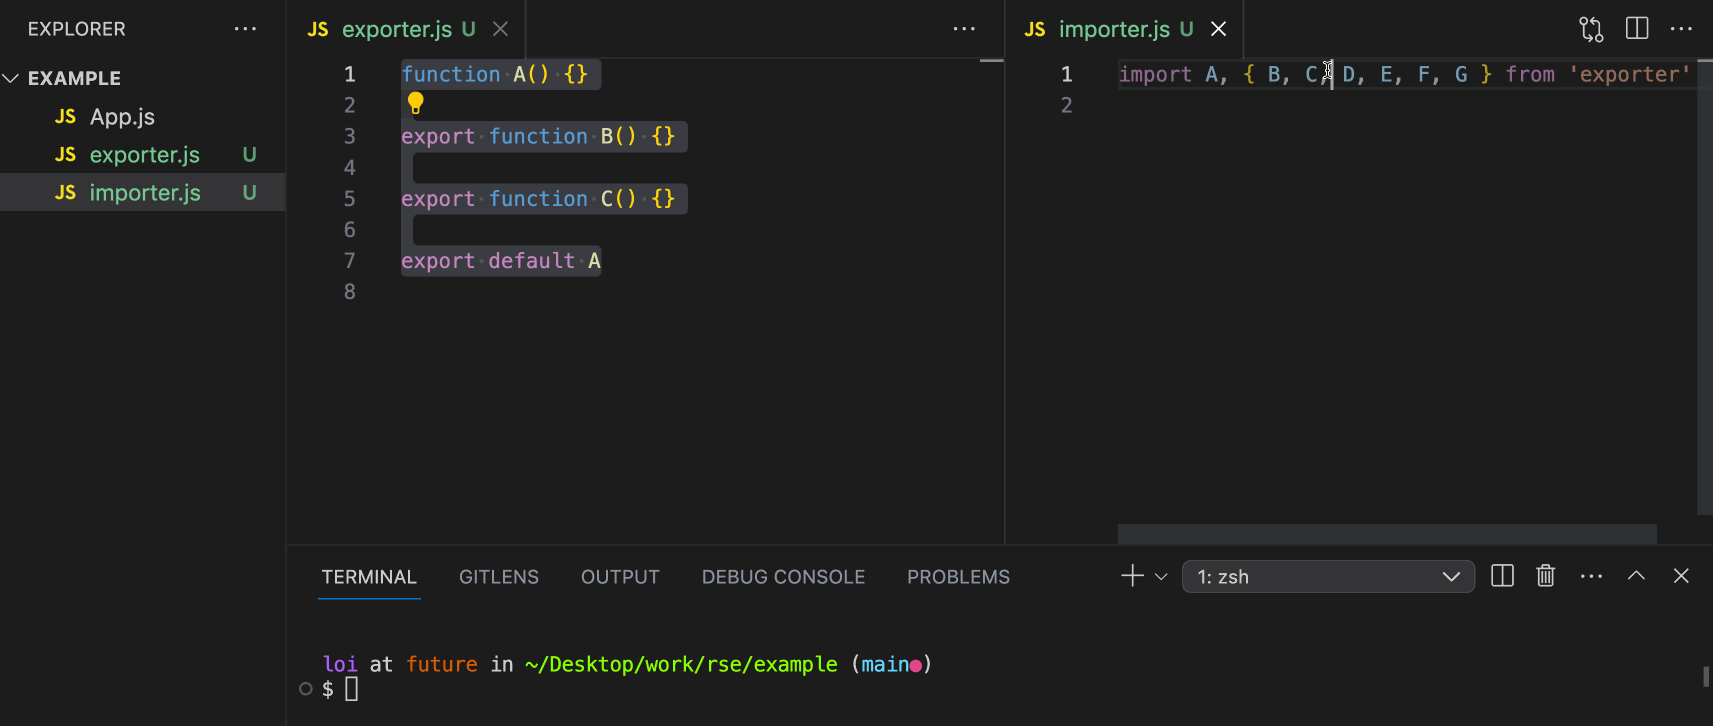 EXPLORER ···
EXAMPLE
JS App.js
JS exporter.js U
JS importer.js U
JS exporter.js U
1 function A() {}
2
3 export function B() {}
4
5 export function C() {}
6
7 export default A
8
JS importer.js U
1 import A, { B, C, D, E, F, G } from 'exporter'
2
TERMINAL GITLENS OUTPUT DEBUG CONSOLE PROBLEMS
1: zsh
loi at future in ~/Desktop/work/rse/example (main●)
$